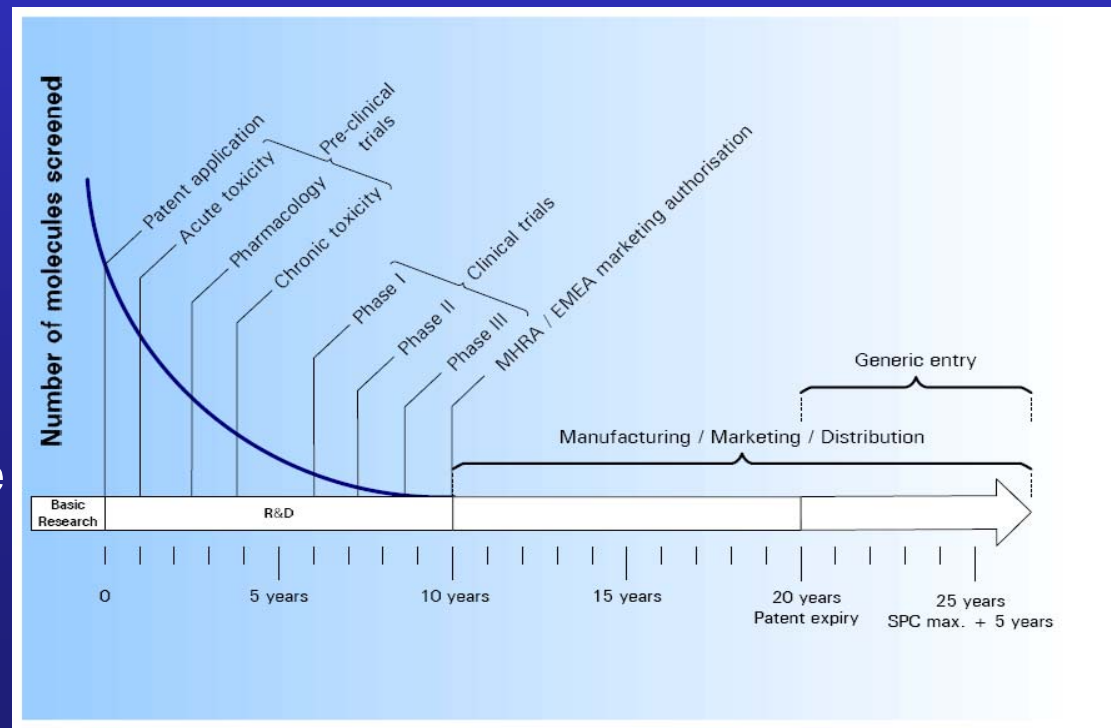 Number of molecules screened
Patent application
Acute toxicity
Pre-clinical
trials
Pharmacology
Chronic toxicity
Phase I
Clinical trials
Phase II
Phase III
MHRA / EMEA marketing authorisation
Generic entry
Manufacturing / Marketing / Distribution
e
Basic
Research
R&D
0
5 years
10 years
15 years
20 years
Patent expiry
25 years
SPC max. + 5 years